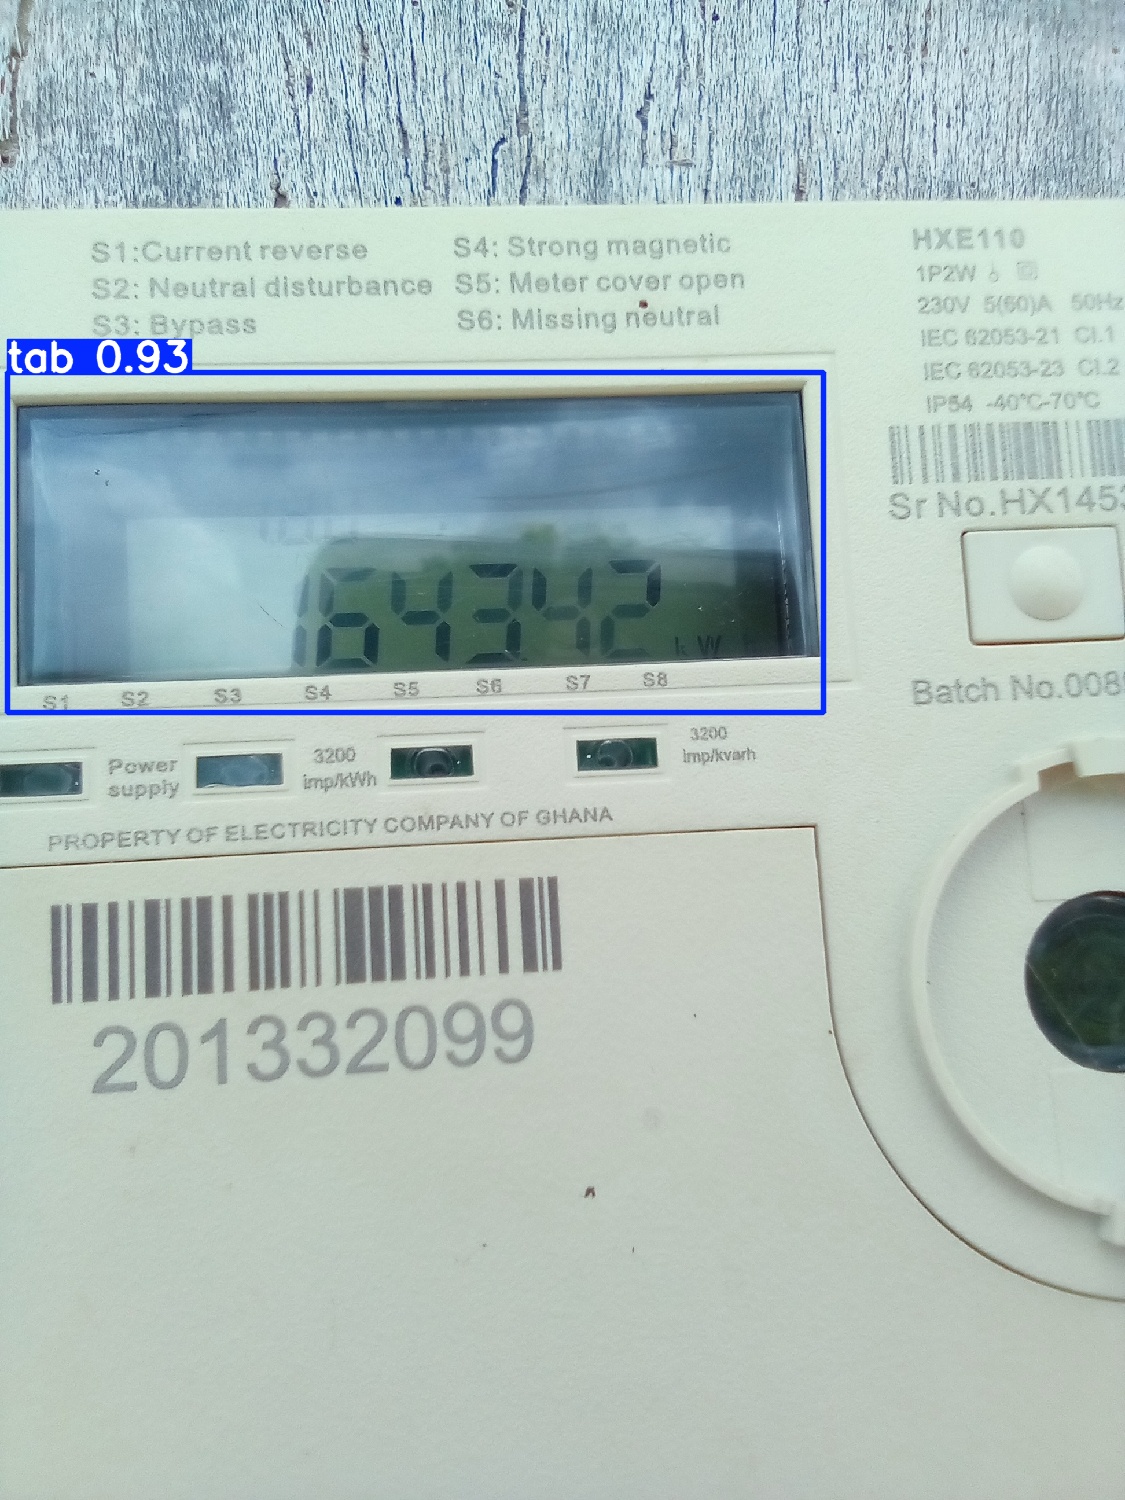 S1:Current reverse
S2: Neutral disturbance
S3: Bypass
S4: Strong magnetic
S5: Meter cover open
S6: Missing neutral
HXE110
1P2W
230V 5(60)A 50Hz
IEC 62053-21 Cl.1
IEC 62053-23 Cl.2
IP54 -40°C-70°C
Sr No.HX1453
tab 0.93
1643.42
kW
S1 S2 S3 S4 S5 S6 S7 S8
Batch No.008
Power supply
3200 imp/kWh
3200 imp/kvarh
PROPERTY OF ELECTRICITY COMPANY OF GHANA
201332099